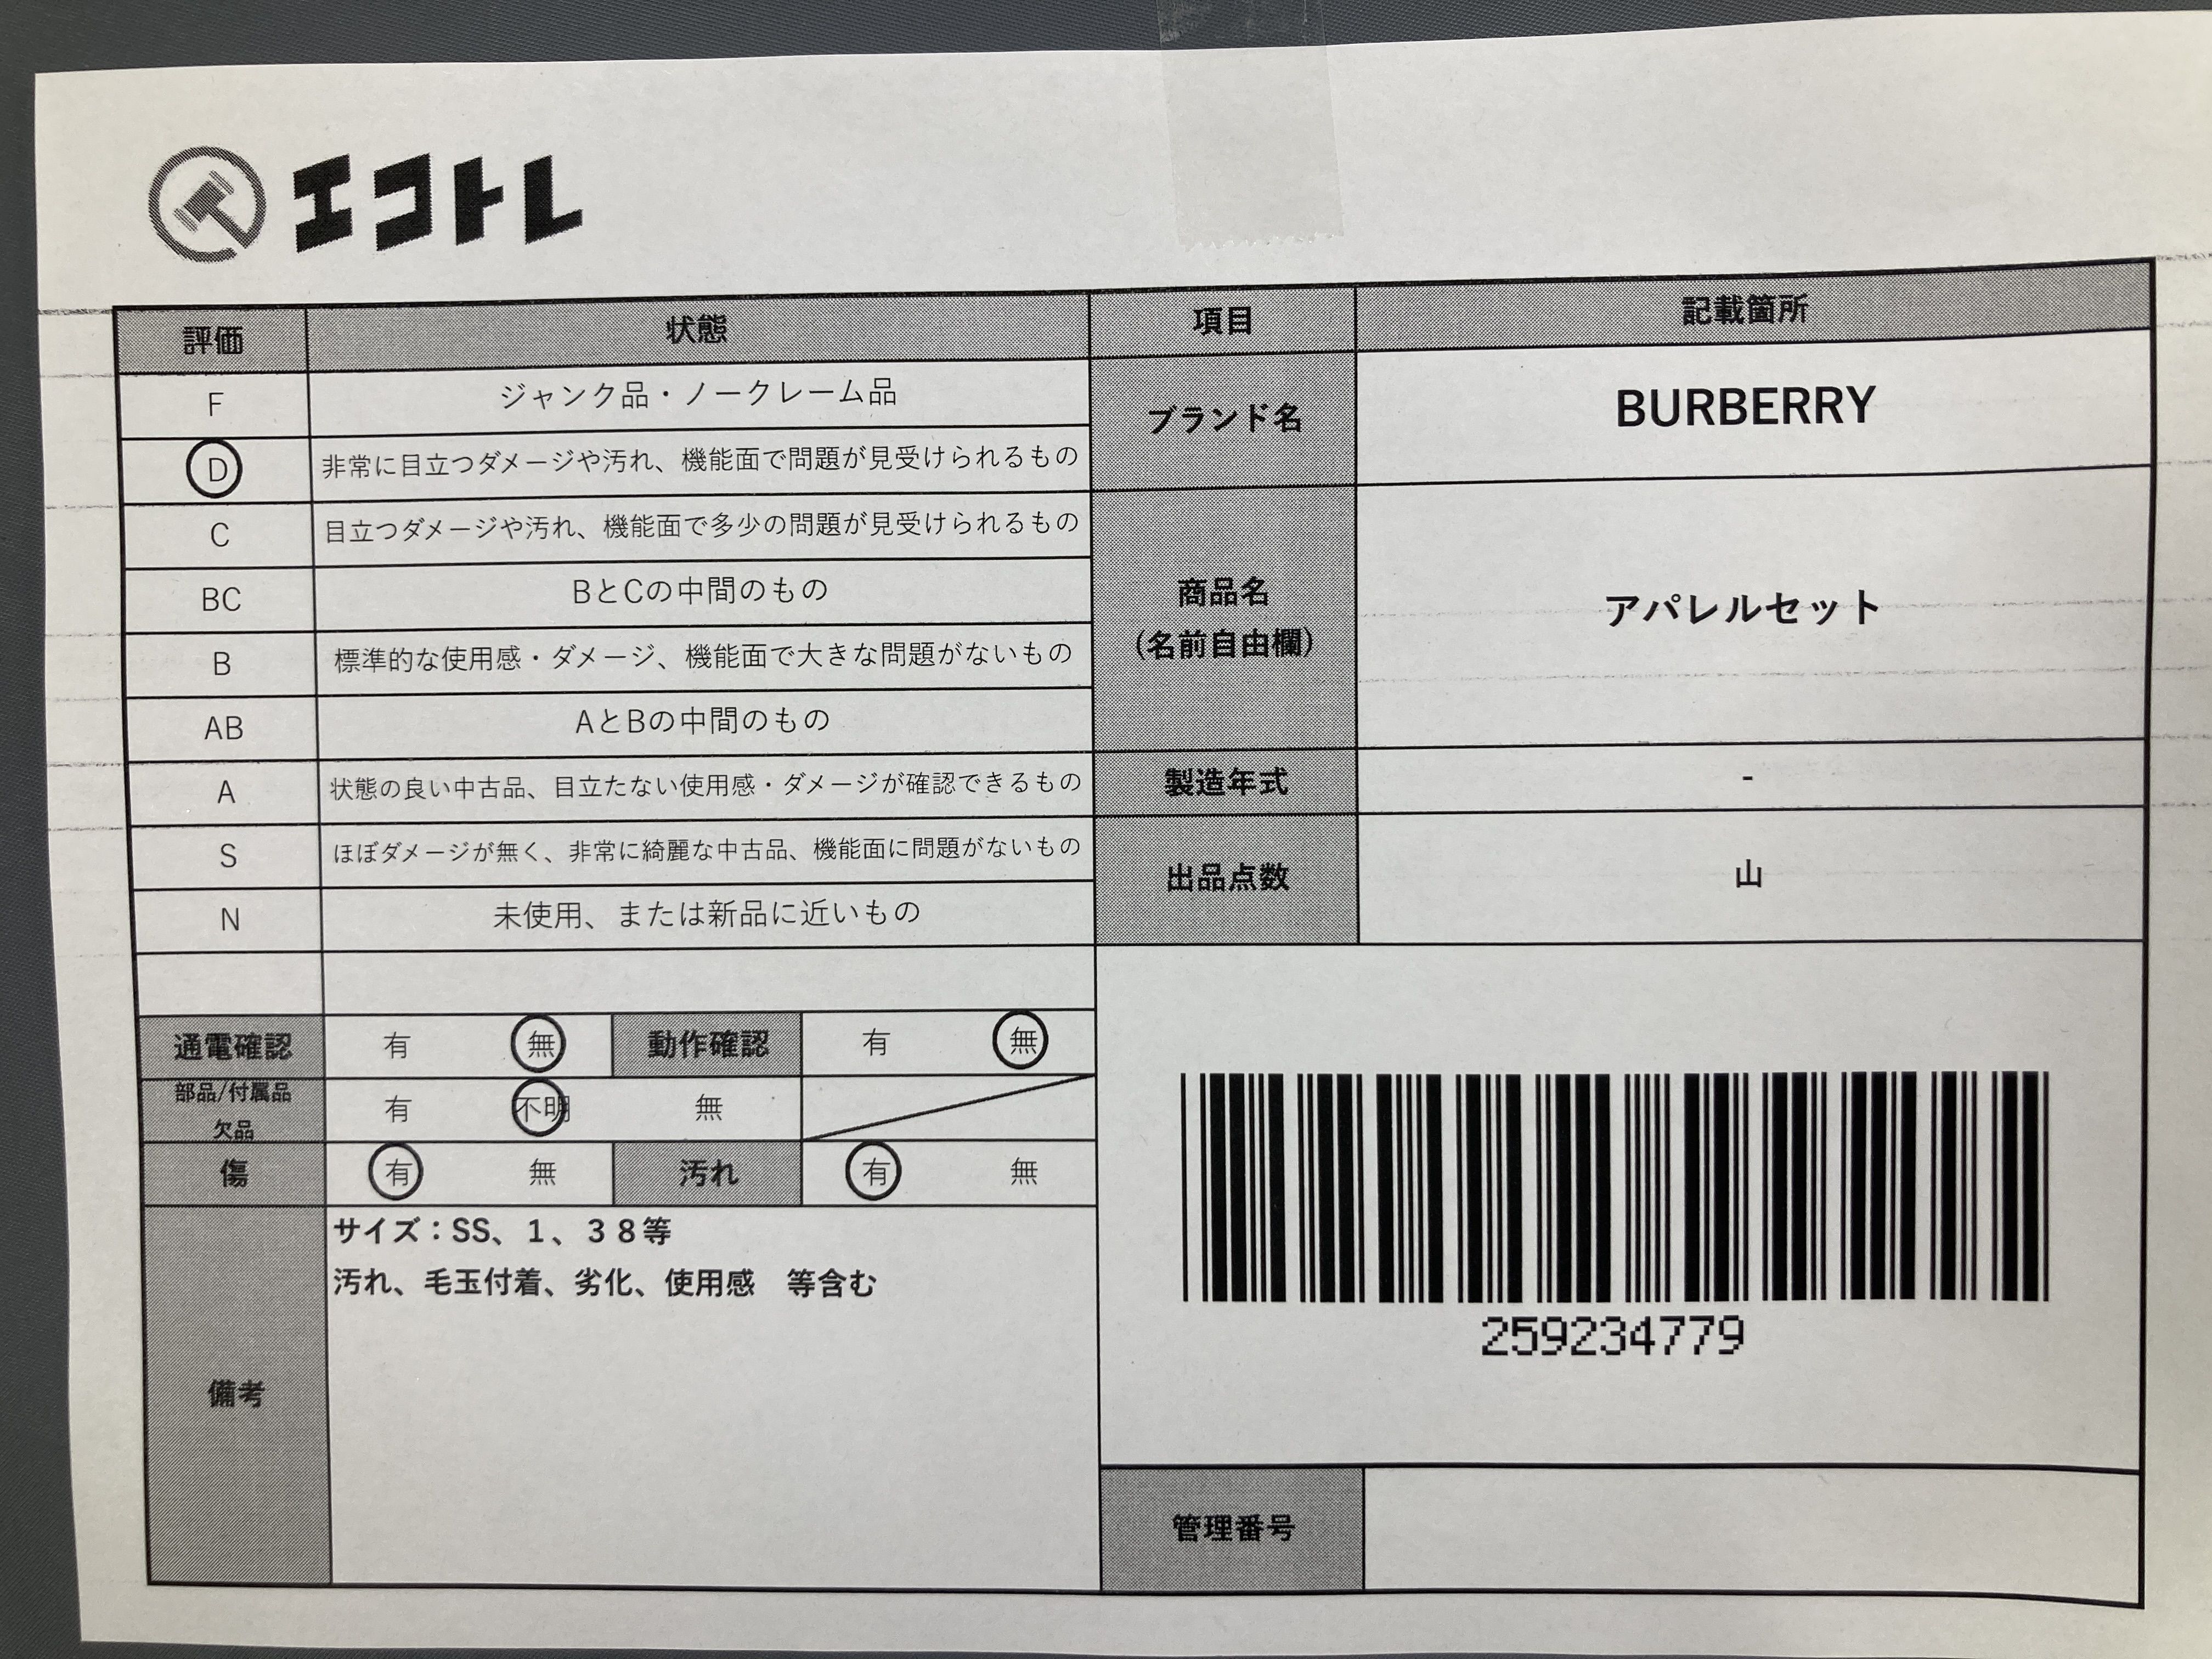 エコトレ
評価 状態 項目 記載箇所
F ジャンク品・ノークレーム品
D 非常に目立つダメージや汚れ、機能面で問題が見受けられるもの
C 目立つダメージや汚れ、機能面で多少の問題が見受けられるもの
BC BとCの中間のもの
B 標準的な使用感・ダメージ、機能面で大きな問題がないもの
AB AとBの中間のもの
A 状態の良い中古品、目立たない使用感・ダメージが確認できるもの
S ほぼダメージが無く、非常に綺麗な中古品、機能面に問題がないもの
N 未使用、または新品に近いもの
ブランド名 BURBERRY
商品名
(名前自由欄)
アパレルセット
製造年式 -
出品点数 山
通電確認 有 無 動作確認 有 無
部品/付属品
欠品
有 不明 無
傷 有 無 汚れ 有 無
備考
サイズ：SS、１、３８等
汚れ、毛玉付着、劣化、使用感　等含む
259234779
管理番号